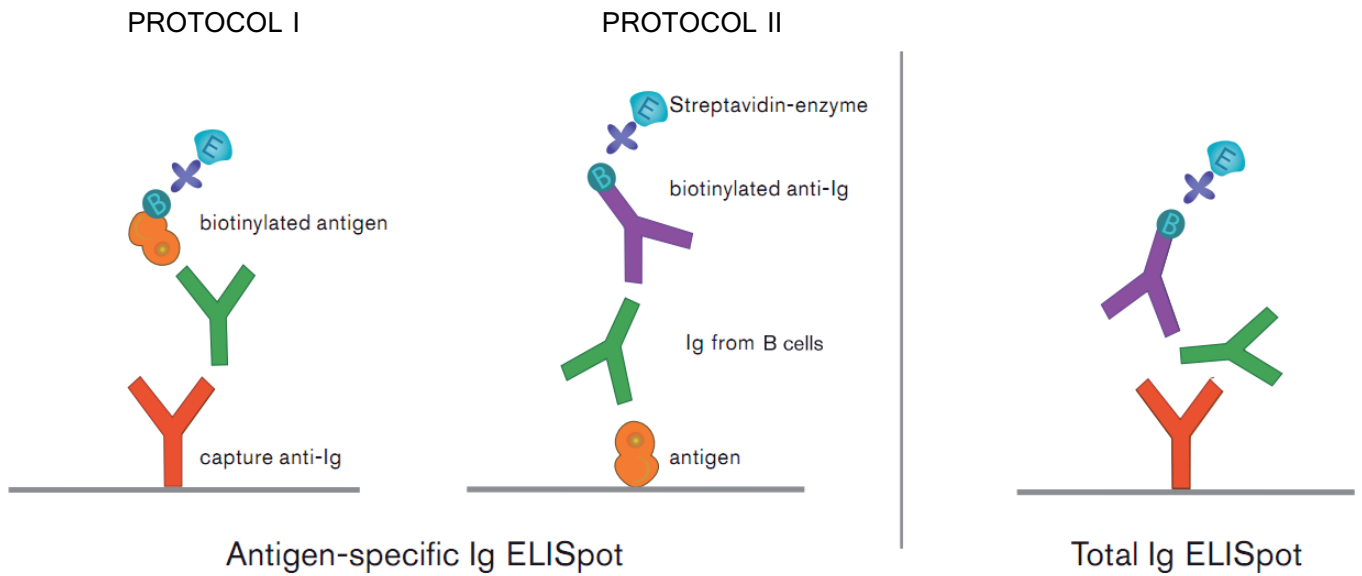 PROTOCOL I
PROTOCOL II
E
B
biotinylated antigen
capture anti-Ig
E
Streptavidin-enzyme
B
biotinylated anti-Ig
Ig from B cells
antigen
E
B
Antigen-specific Ig ELISpot
Total Ig ELISpot